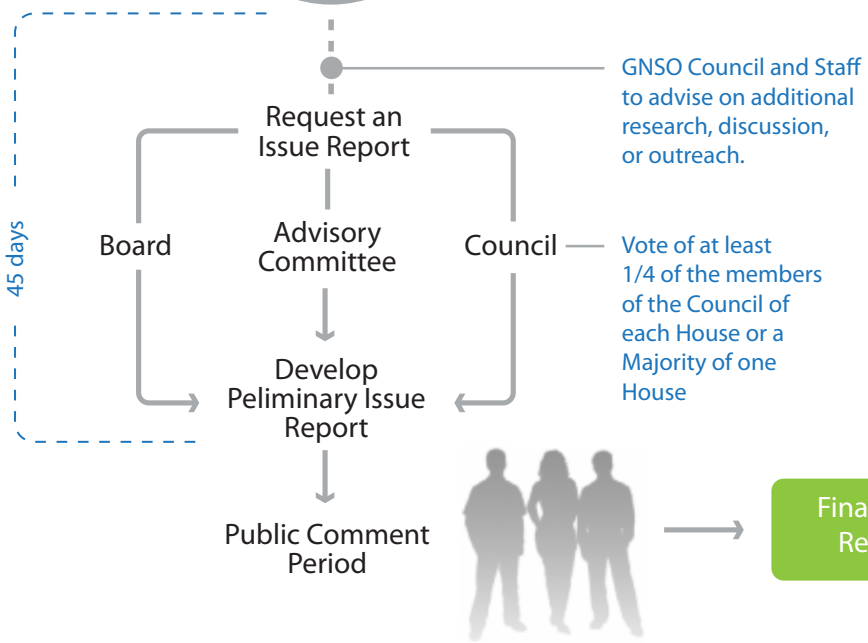 GNSO Council and Staff
to advise on additional
research, discussion,
or outreach.
Request an
Issue Report
45 days
Board
Advisory
Committee
Council
Vote of at least
1/4 of the members
of the Council of
each House or a
Majority of one
House
Develop
Peliminary Issue
Report
Public Comment
Period
Fina
Re